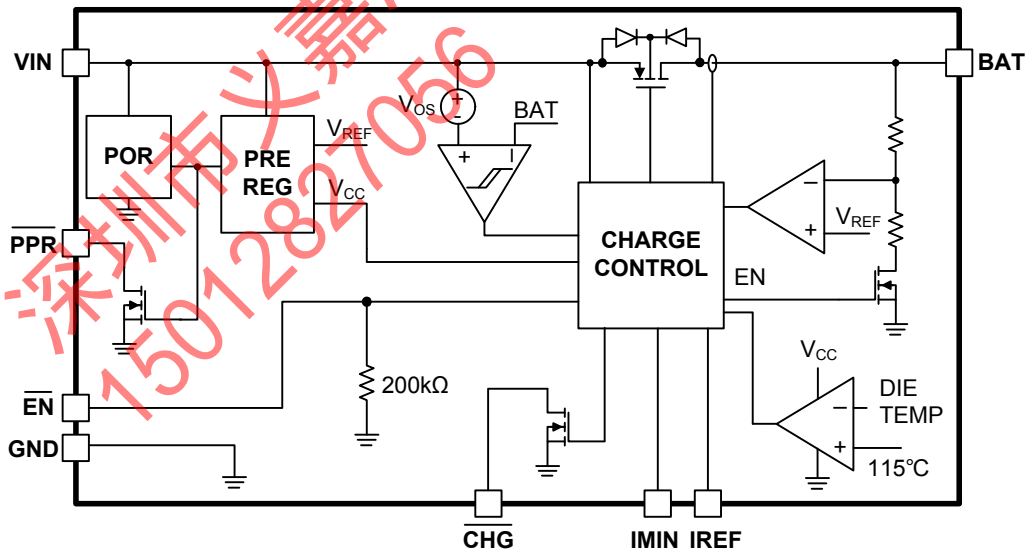 VIN
BAT
VOS
+
-
BAT
POR
PRE
REG
VREF
VCC
+
−
PPR
CHARGE
CONTROL
−
VREF
+
EN
200kΩ
VCC
−
DIE
TEMP
+
115℃
EN
GND
CHG
IMIN
IREF
深圳市义嘉
15012827056